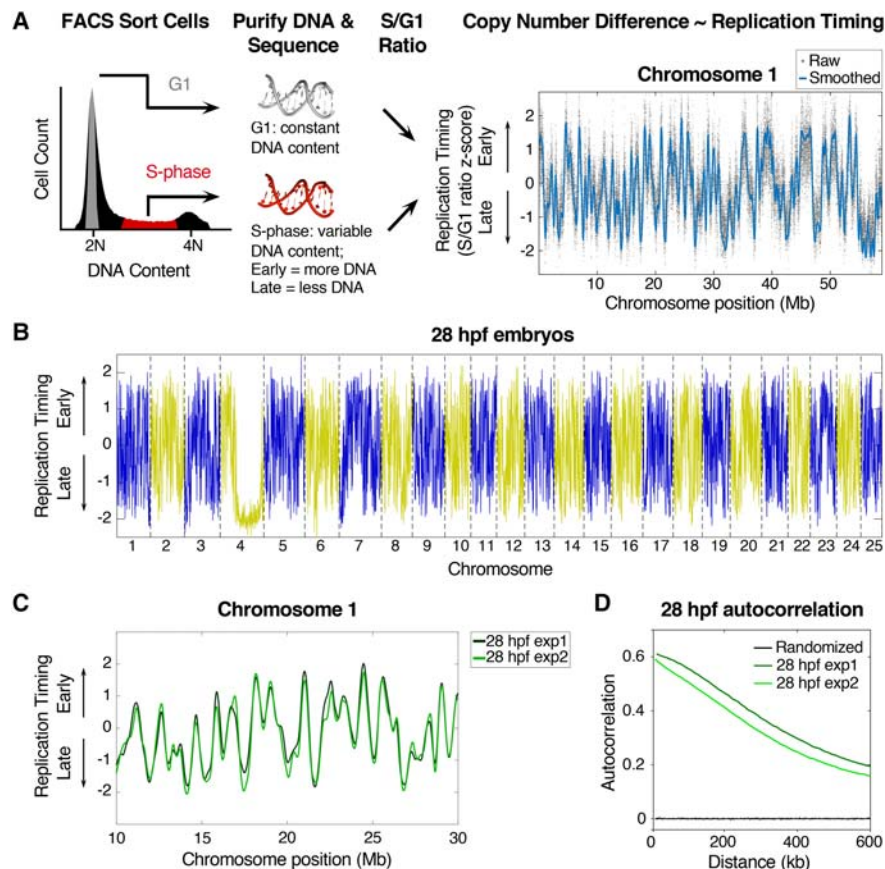 A
FACS Sort Cells
Purify DNA &
Sequence
S/G1
Ratio
Copy Number Difference ~ Replication Timing
Cell Count
G1
S-phase
2N
4N
DNA Content
G1: constant
DNA content
S-phase: variable
DNA content;
Early = more DNA
Late = less DNA
Chromosome 1
Raw
Smoothed
Replication Timing
(S/G1 ratio z-score)
Late
Early
2
1
0
-1
-2
10
20
30
40
50
Chromosome position (Mb)
B
28 hpf embryos
Replication Timing
Late
Early
2
1
0
-1
-2
1
2
3
4
5
6
7
8
9
10
11
12
13
14
15
16
17
18
19
20
21
22
23
24
25
Chromosome
C
Chromosome 1
28 hpf exp1
28 hpf exp2
Replication Timing
Late
Early
2
1
0
-1
-2
10
15
20
25
30
Chromosome position (Mb)
D
28 hpf autocorrelation
Randomized
28 hpf exp1
28 hpf exp2
Autocorrelation
0.6
0.4
0.2
0
0
200
400
600
Distance (kb)